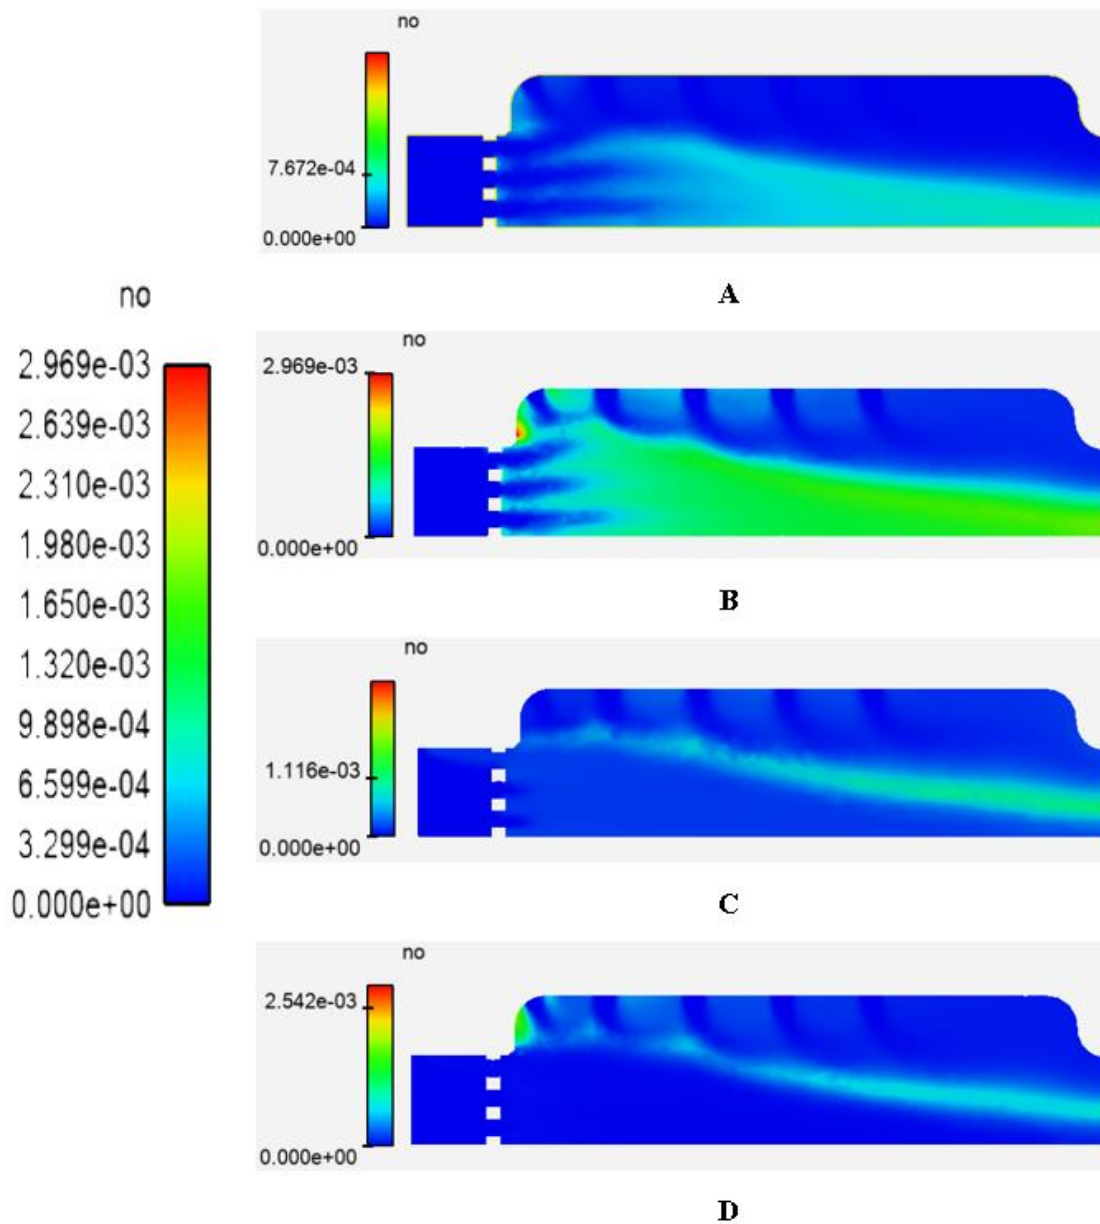 no
7.672e-04
0.000e+00
A
no
2.969e-03
2.639e-03
2.310e-03
1.980e-03
1.650e-03
1.320e-03
9.898e-04
6.599e-04
3.299e-04
0.000e+00
no
2.969e-03
0.000e+00
B
no
1.116e-03
0.000e+00
C
no
2.542e-03
0.000e+00
D